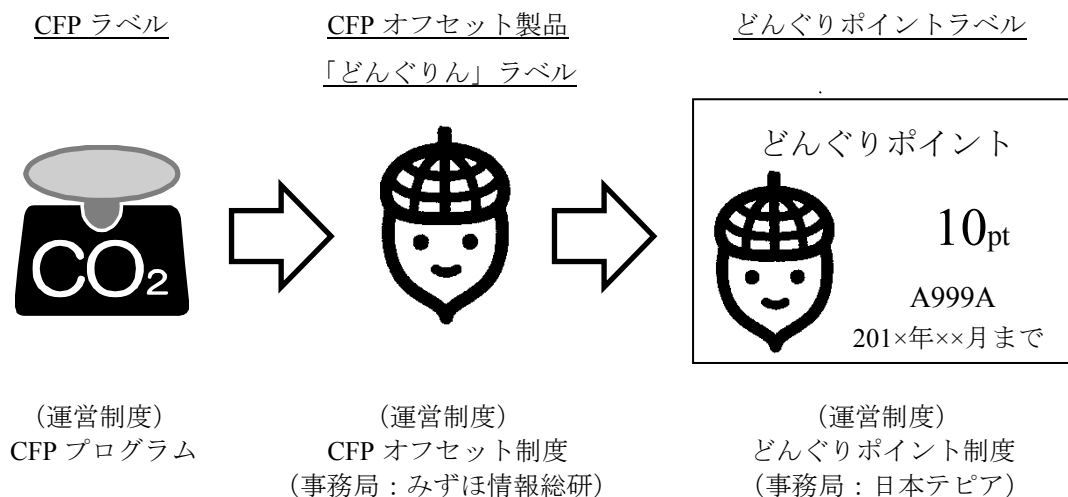 CFP ラベル
CFP オフセット製品
「どんぐりん」ラベル
どんぐりポイントラベル
CO2
どんぐりポイント
10pt
A999A
201×年××月まで
（運営制度）
CFP プログラム
（運営制度）
CFP オフセット制度
（事務局：みずほ情報総研）
（運営制度）
どんぐりポイント制度
（事務局：日本テピア）